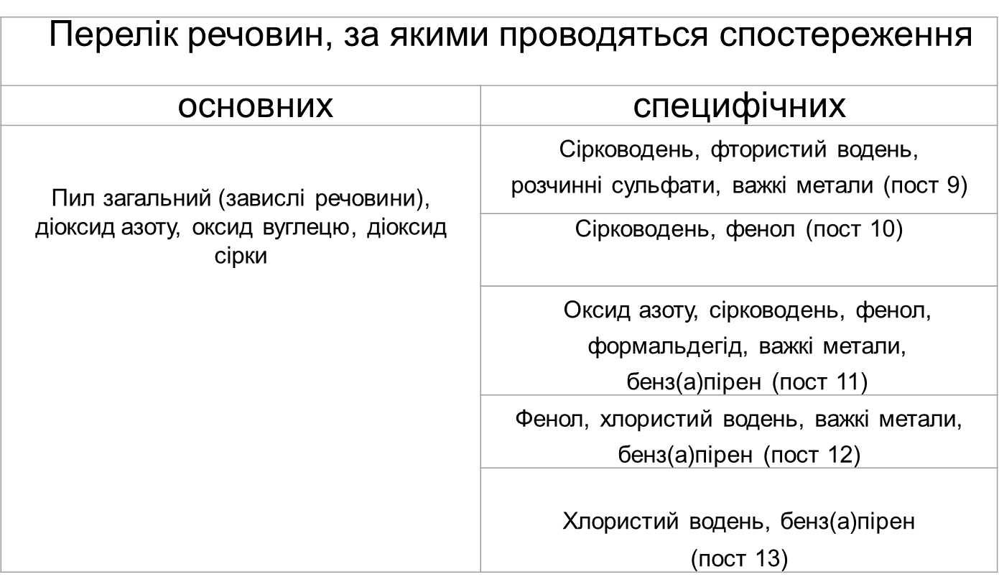 Перелік речовин, за якими проводяться спостереження
основних
специфічних
Пил загальний (завислі речовини),
діоксид азоту, оксид вуглецю, діоксид
сірки
Сірководень, фтористий водень,
розчинні сульфати, важкі метали (пост 9)
Сірководень, фенол (пост 10)
Оксид азоту, сірководень, фенол,
формальдегід, важкі метали,
бенз(а)пірен (пост 11)
Фенол, хлористий водень, важкі метали,
бенз(а)пірен (пост 12)
Хлористий водень, бенз(а)пірен
(пост 13)